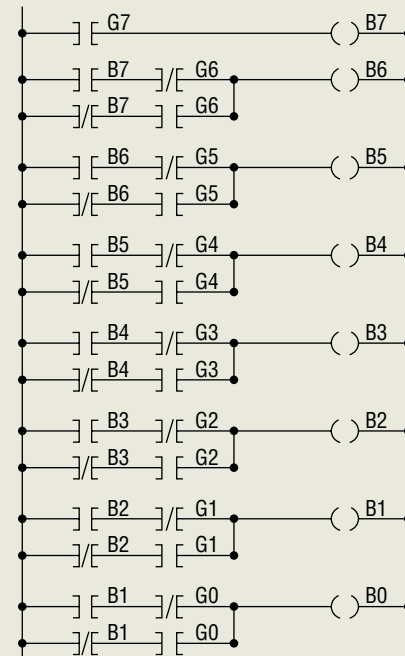 G7 B7
B7 G6 B6
B7 G6
B6 G5 B5
B6 G5
B5 G4 B4
B5 G4
B4 G3 B3
B4 G3
B3 G2 B2
B3 G2
B2 G1 B1
B2 G1
B1 G0 B0
B1 G0